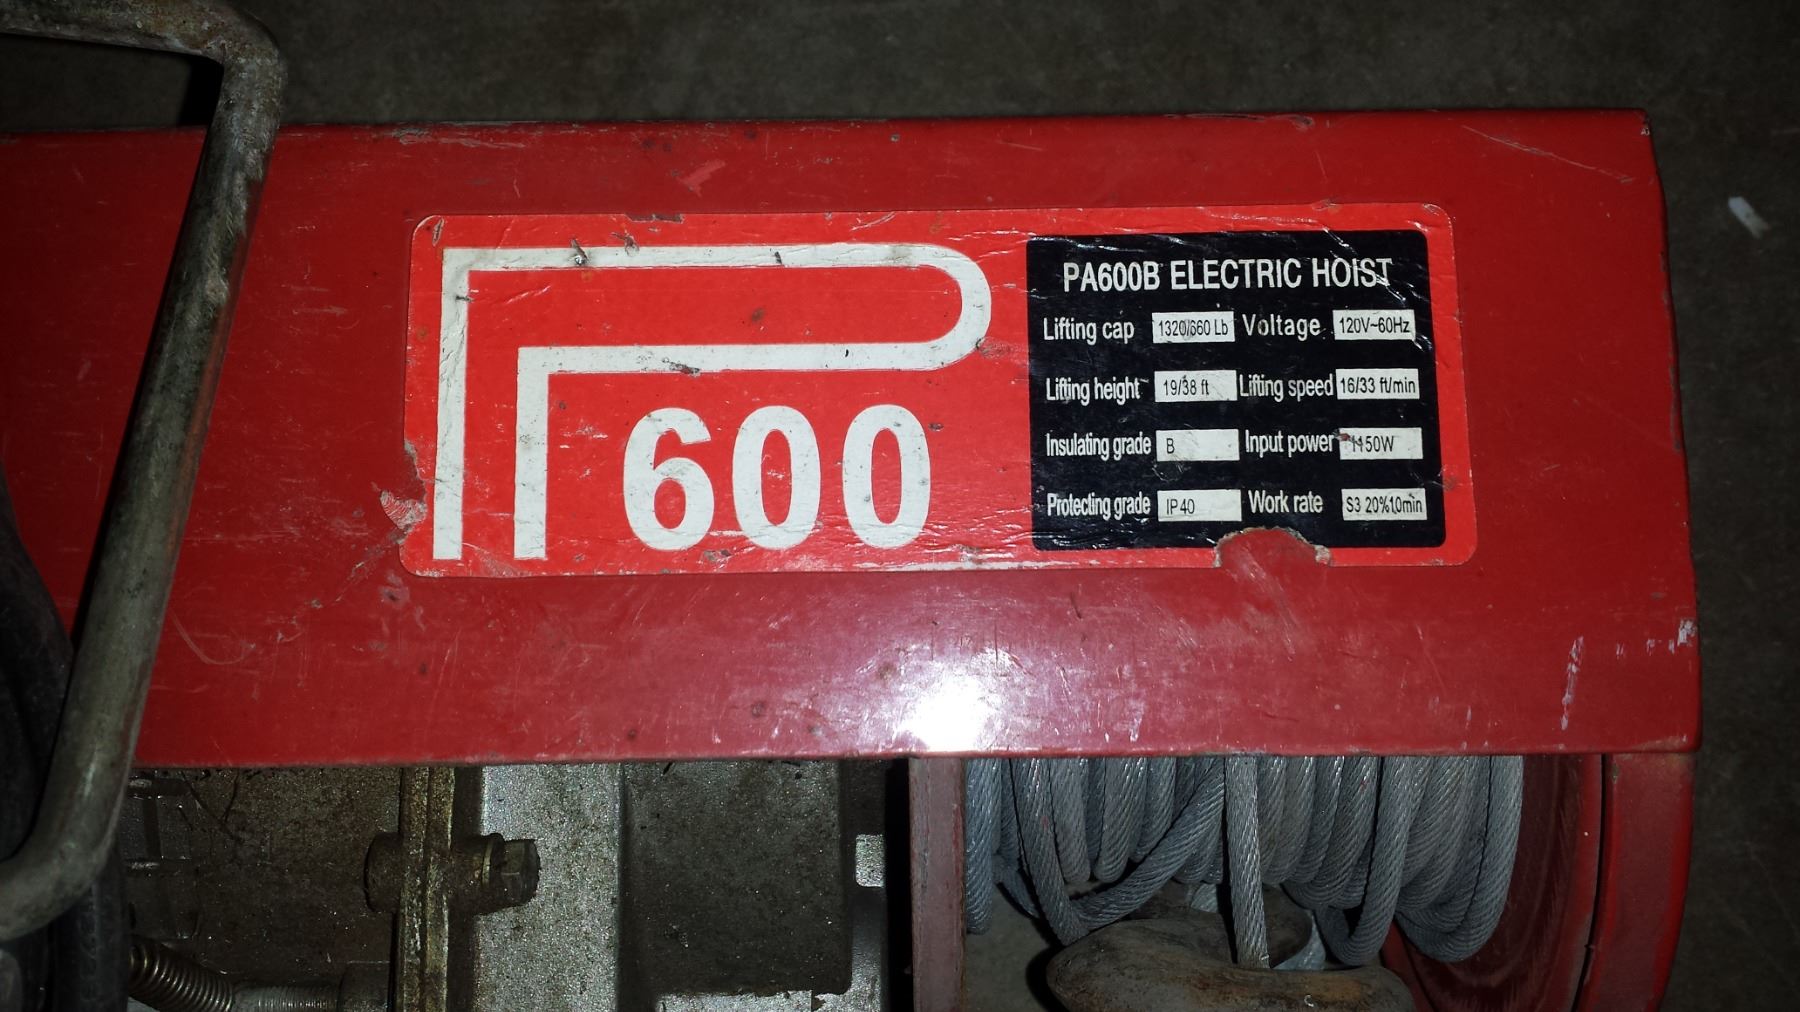 P
600
PA600B ELECTRIC HOIST
Lifting cap 1320/660 Lb Voltage 120V~60Hz
Lifting height 19/38 ft Lifting speed 16/33 ft/min
Insulating grade B Input power 1150W
Protecting grade IP40 Work rate S3 20%10min